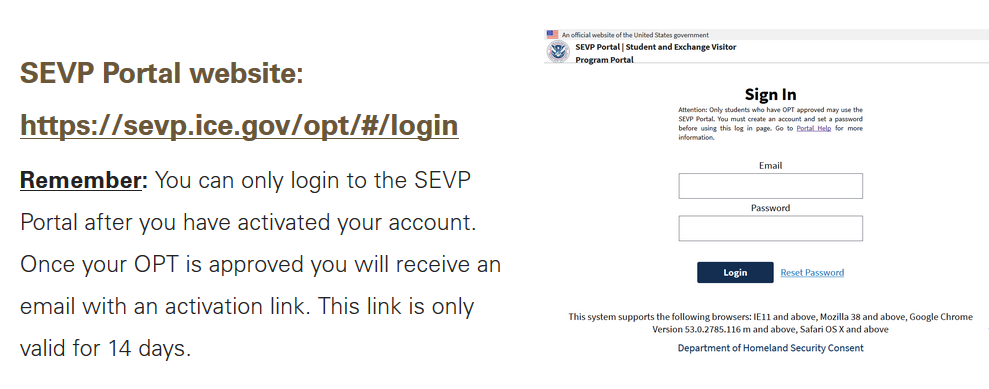 SEVP Portal website:
https://sevp.ice.gov/opt/#/login
Remember: You can only login to the SEVP
Portal after you have activated your account.
Once your OPT is approved you will receive an
email with an activation link. This link is only
valid for 14 days.
An official website of the United States government
SEVP Portal | Student and Exchange Visitor
Program Portal
Sign In
Attention: Only students who have OPT approved may use the
SEVP Portal. You must create an account and set a password
before using this log in page. Go to Portal Help for more
information.
Email
Password
Login
Reset Password
This system supports the following browsers: IE11 and above, Mozilla 38 and above, Google Chrome
Version 53.0.2785.116 m and above, Safari OS X and above
Department of Homeland Security Consent